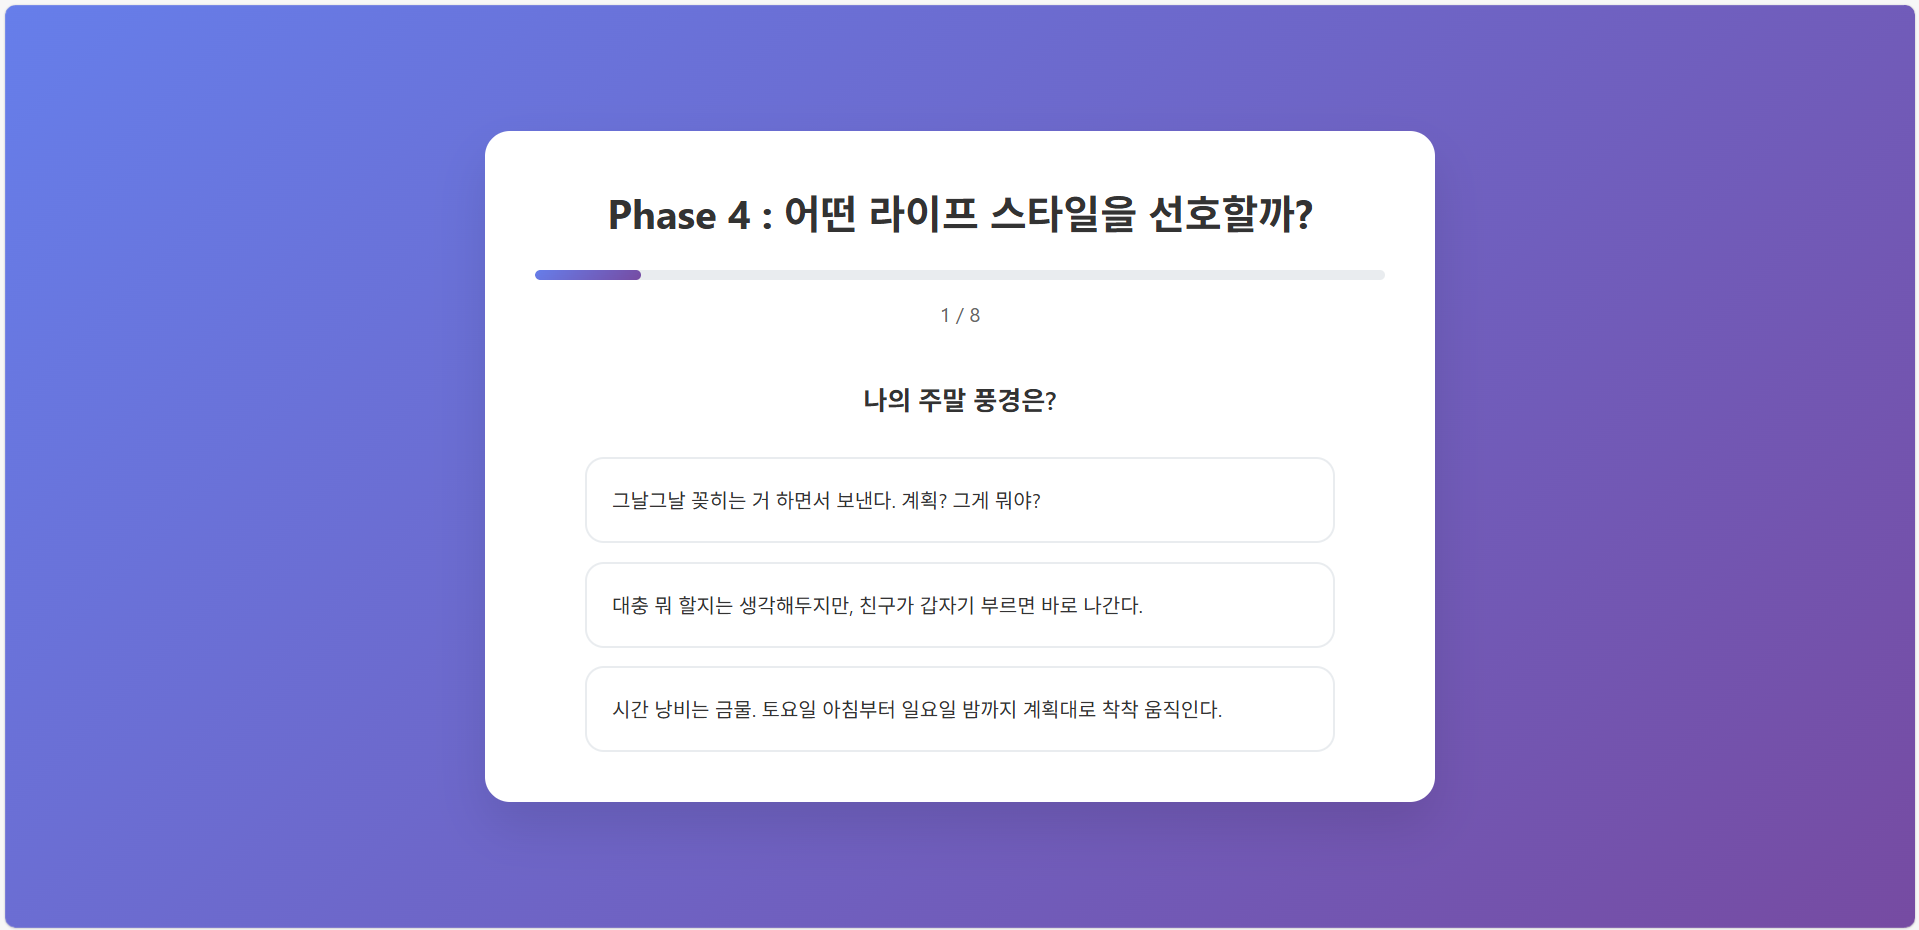 Phase 4 : 어떤 라이프 스타일을 선호할까?
1 / 8
나의 주말 풍경은?
그날그날 꽂히는 거 하면서 보낸다. 계획? 그게 뭐야?
대충 뭐 할지는 생각해두지만, 친구가 갑자기 부르면 바로 나간다.
시간 낭비는 금물. 토요일 아침부터 일요일 밤까지 계획대로 착착 움직인다.